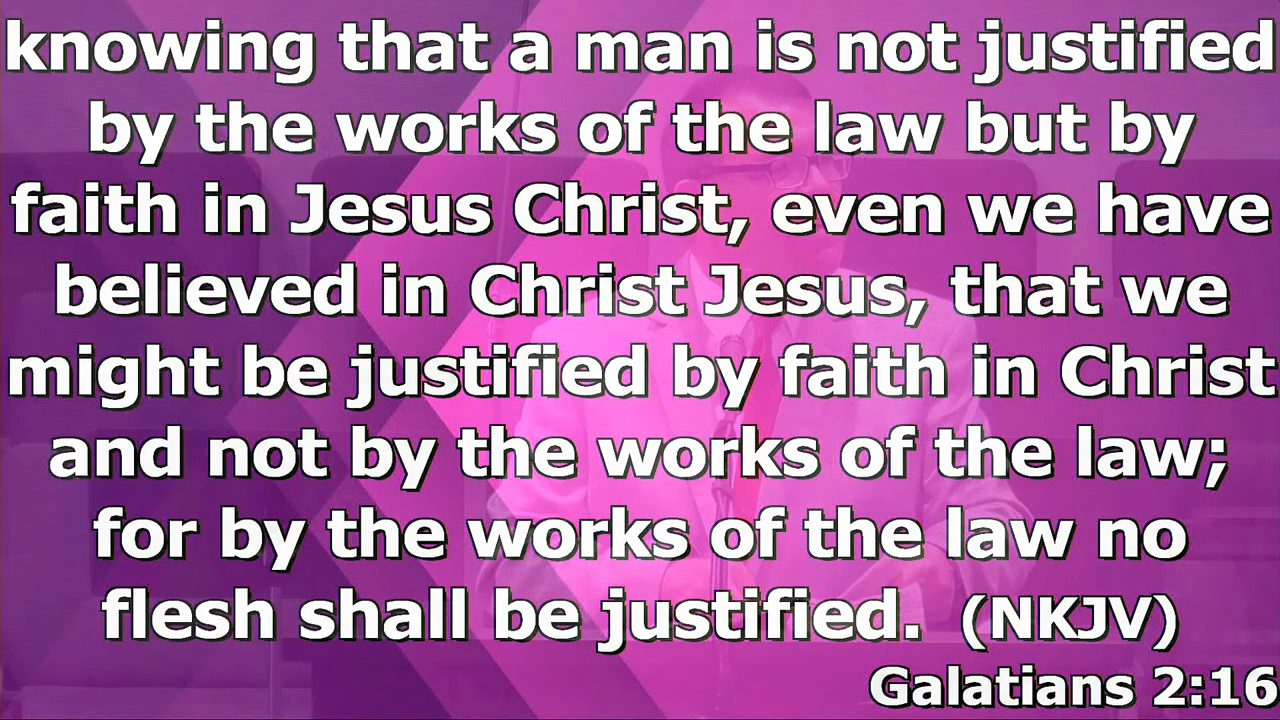 knowing that a man is not justified
by the works of the law but by
faith in Jesus Christ, even we have
believed in Christ Jesus, that we
might be justified by faith in Christ
and not by the works of the law;
for by the works of the law no
flesh shall be justified.  (NKJV)
Galatians 2:16